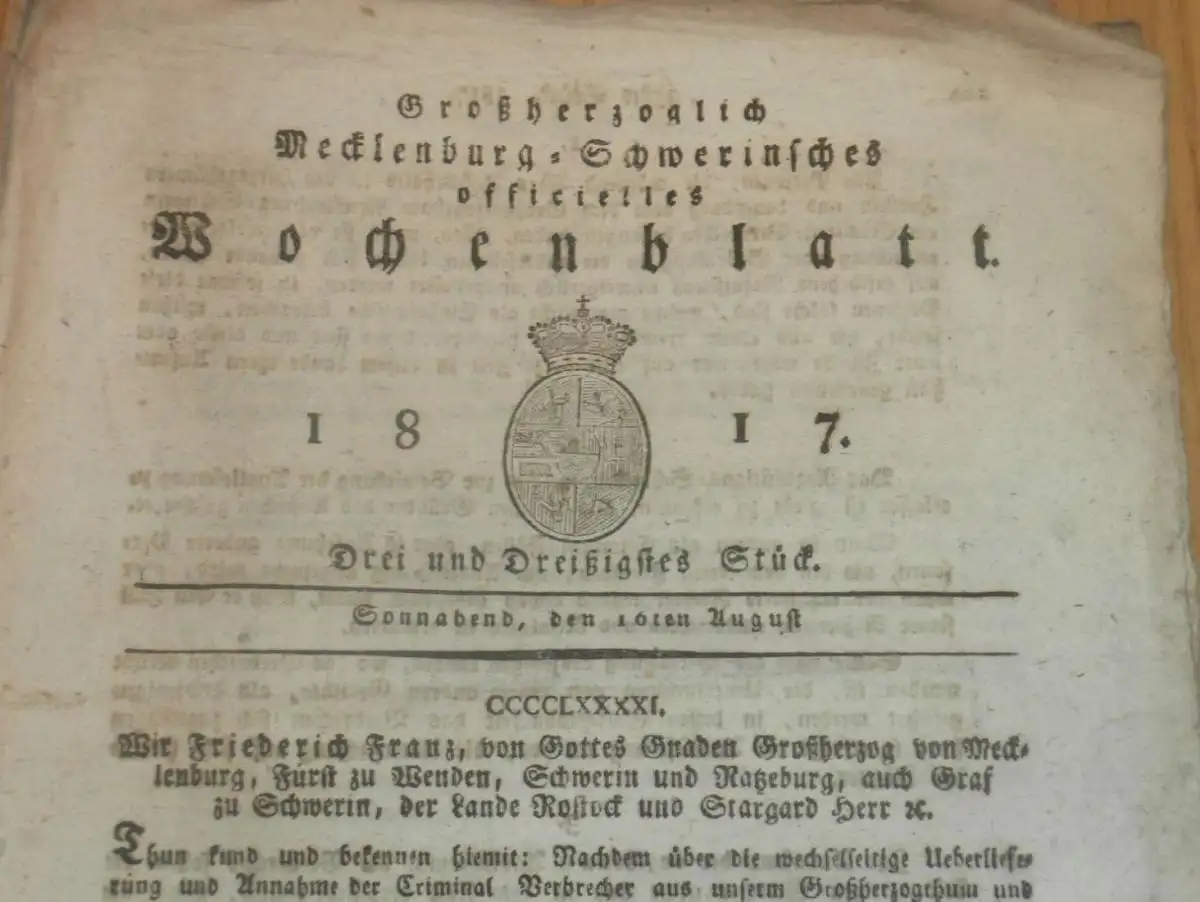 Großherzoglich
Mecklenburg-Schwerinsches
officielles
Wochenblatt.
1817.
Drei und Dreißigstes Stück.
Sonnabend, den 16ten August
CCCCLXXXXI.
Wir Friederich Franz, von Gottes Gnaden Großherzog von Meck-
lenburg, Fürst zu Wenden, Schwerin und Ratzeburg, auch Graf
zu Schwerin, der Lande Rostock und Stargard Herr ꝛc.
Thun kund und bekennen hiemit: Nachdem über die wechselseitige Ueberliefe-
rung und Annahme der Criminal Verbrecher aus unserm Großherzogthum und